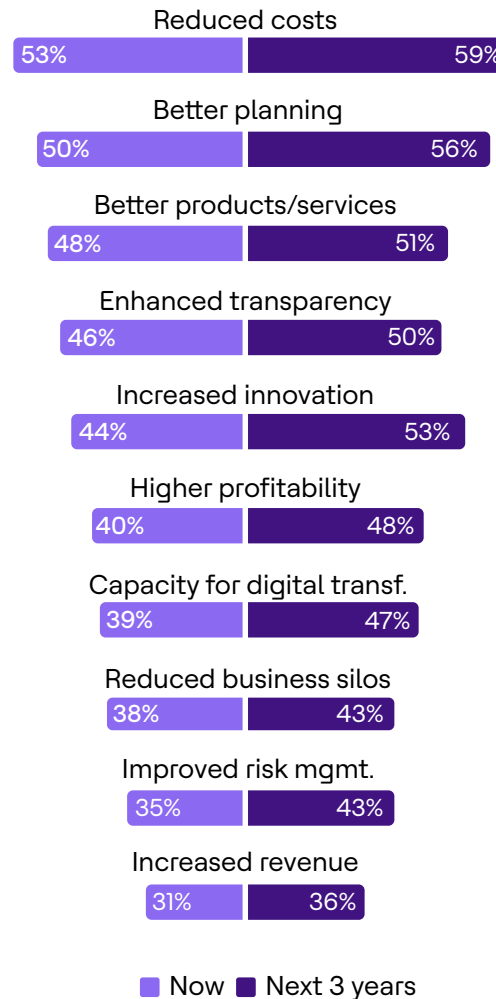 Reduced costs
53% 59%
Better planning
50% 56%
Better products/services
48% 51%
Enhanced transparency
46% 50%
Increased innovation
44% 53%
Higher profitability
40% 48%
Capacity for digital transf.
39% 47%
Reduced business silos
38% 43%
Improved risk mgmt.
35% 43%
Increased revenue
31% 36%
Now Next 3 years